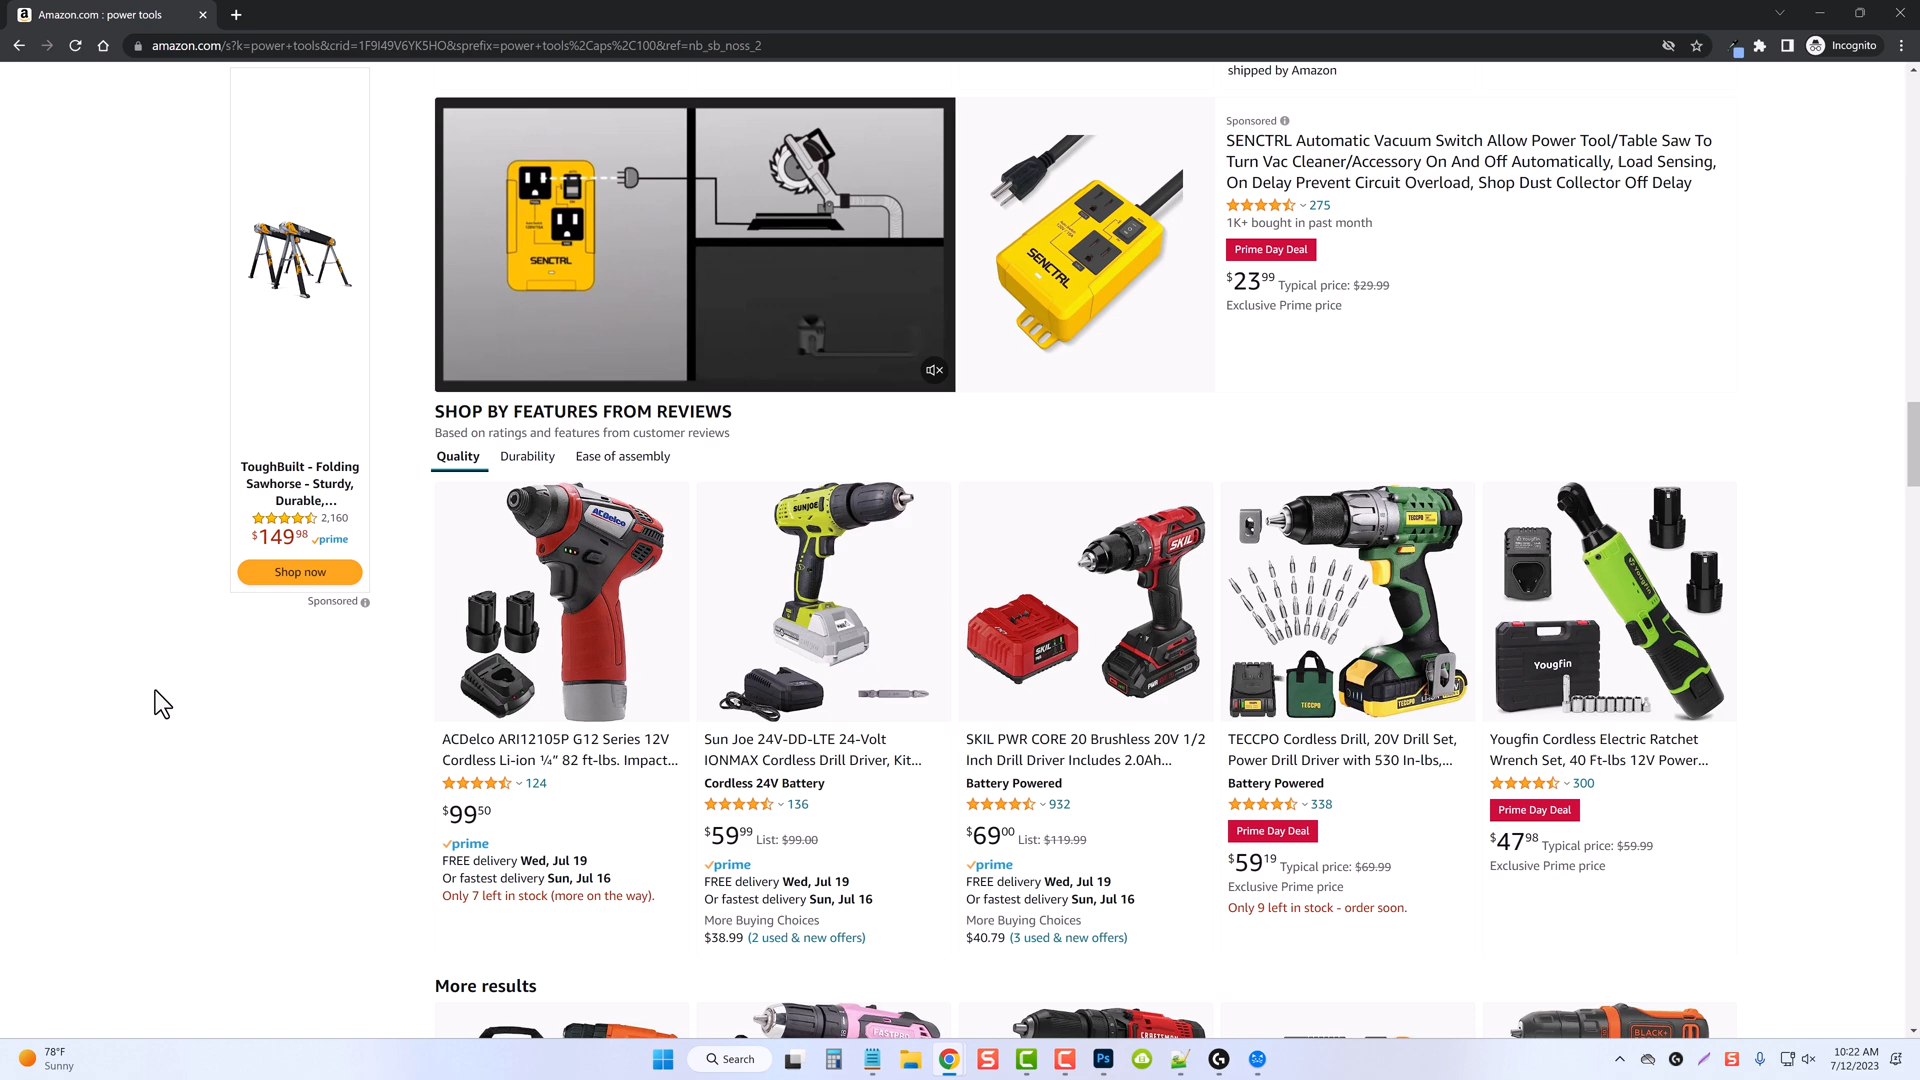 Amazon.com : power tools
amazon.com/s?k=power+tools&crid=1F9I49V6YK5HO&sprefix=power+tools%2Caps%2C100&ref=nb_sb_noss_2
Incognito
shipped by Amazon
SENCTRL
SENCTRL
Sponsored
SENCTRL Automatic Vacuum Switch Allow Power Tool/Table Saw To
Turn Vac Cleaner/Accessory On And Off Automatically, Load Sensing,
On Delay Prevent Circuit Overload, Shop Dust Collector Off Delay
275
1K+ bought in past month
Prime Day Deal
$23.99 Typical price: $29.99
Exclusive Prime price
ToughBuilt - Folding
Sawhorse - Sturdy,
Durable,...
2,160
$149.98 prime
Shop now
Sponsored
SHOP BY FEATURES FROM REVIEWS
Based on ratings and features from customer reviews
Quality Durability Ease of assembly
ACDelco
SUNJOE
SKIL
SKIL
PWR
TECCPO
TECCPO
TECCPO
Yougfin
Yougfin
ACDelco ARI12105P G12 Series 12V
Cordless Li-ion ¼” 82 ft-lbs. Impact...
124
$99.50
prime
FREE delivery Wed, Jul 19
Or fastest delivery Sun, Jul 16
Only 7 left in stock (more on the way).
Sun Joe 24V-DD-LTE 24-Volt
IONMAX Cordless Drill Driver, Kit...
Cordless 24V Battery
136
$59.99 List: $99.00
prime
FREE delivery Wed, Jul 19
Or fastest delivery Sun, Jul 16
More Buying Choices
$38.99 (2 used & new offers)
SKIL PWR CORE 20 Brushless 20V 1/2
Inch Drill Driver Includes 2.0Ah...
Battery Powered
932
$69.00 List: $119.99
prime
FREE delivery Wed, Jul 19
Or fastest delivery Sun, Jul 16
More Buying Choices
$40.79 (3 used & new offers)
TECCPO Cordless Drill, 20V Drill Set,
Power Drill Driver with 530 In-lbs,...
Battery Powered
338
Prime Day Deal
$59.19 Typical price: $69.99
Exclusive Prime price
Only 9 left in stock - order soon.
Yougfin Cordless Electric Ratchet
Wrench Set, 40 Ft-lbs 12V Power...
300
Prime Day Deal
$47.98 Typical price: $59.99
Exclusive Prime price
More results
FASTPRO
CRAFTSMAN
BLACK+
78°F
Sunny
Search
10:22 AM
7/12/2023